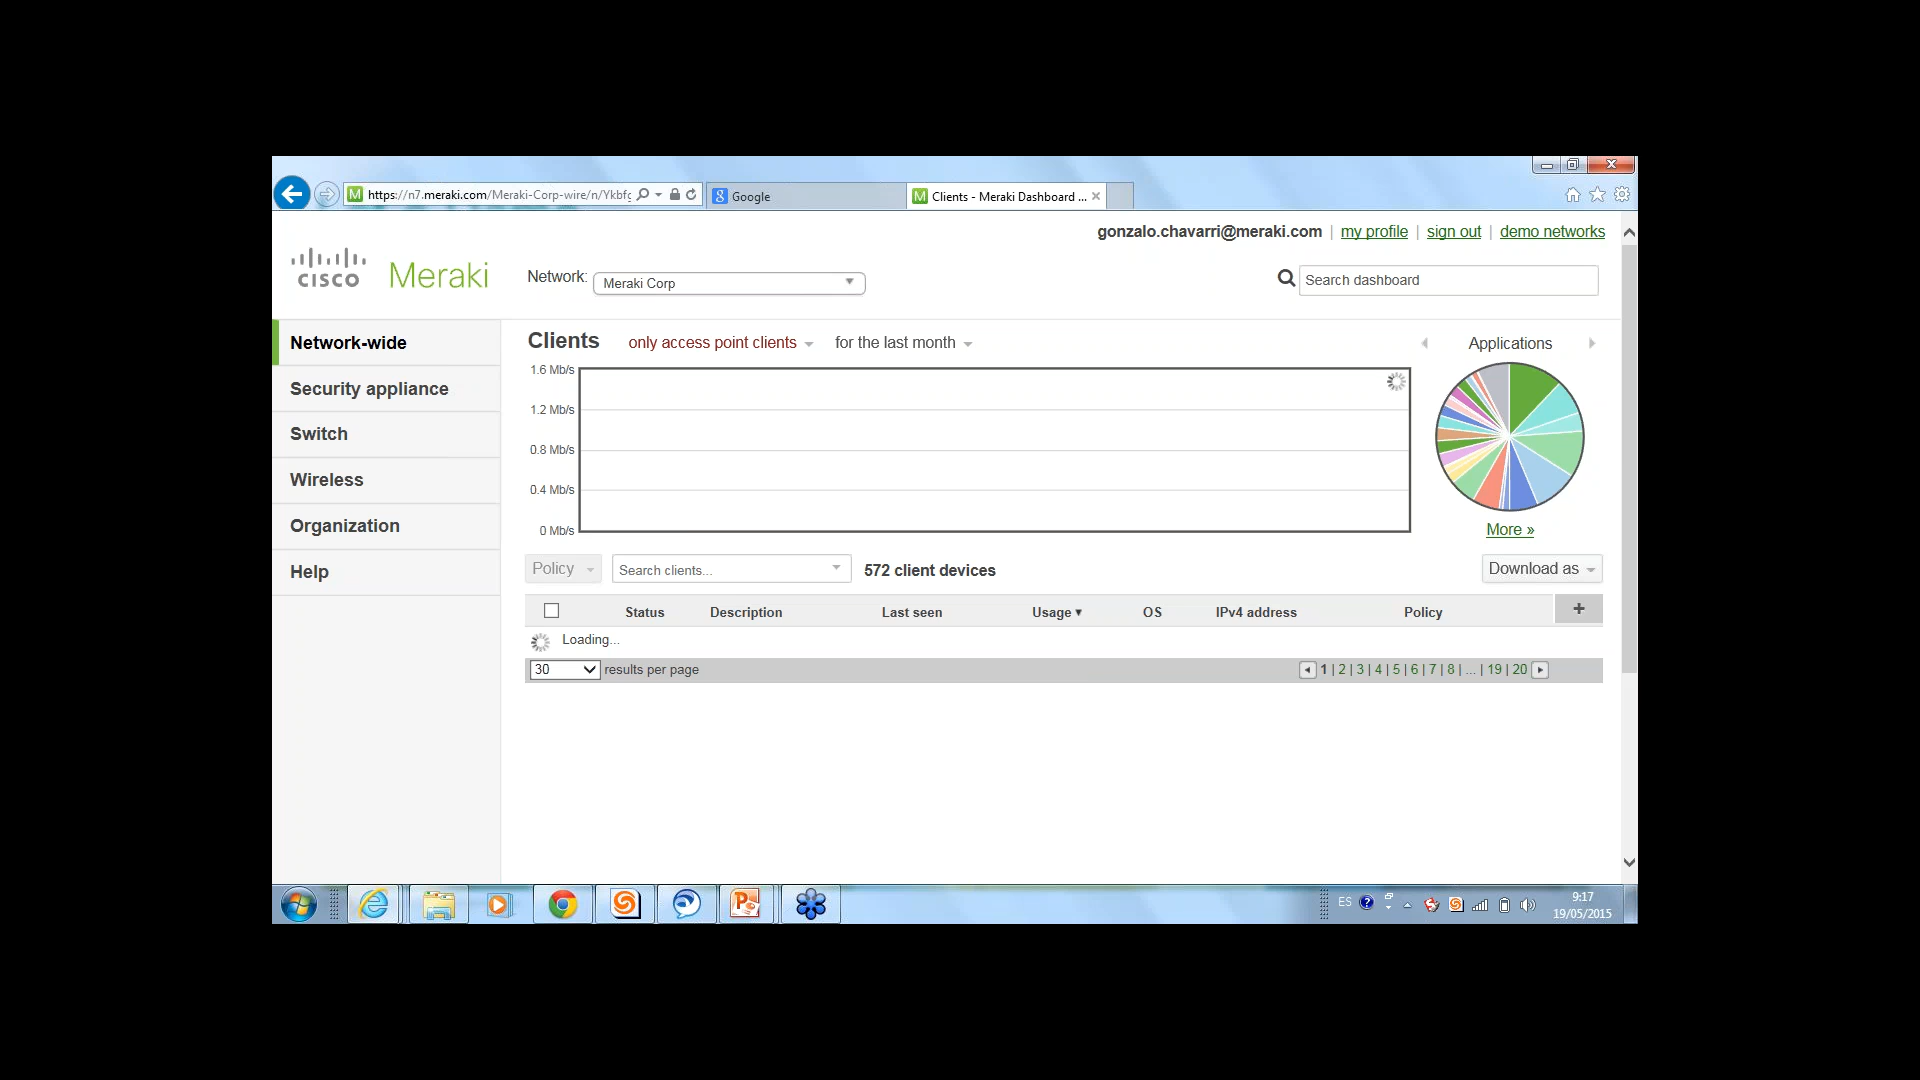 https://n7.meraki.com/Meraki-Corp-wire/n/Ykbfc
Google
Clients - Meraki Dashboard ...
gonzalo.chavarri@meraki.com | my profile | sign out | demo networks
cisco Meraki
Network: Meraki Corp
Search dashboard
Network-wide
Security appliance
Switch
Wireless
Organization
Help
Clients only access point clients for the last month
Applications
1.6 Mb/s
1.2 Mb/s
0.8 Mb/s
0.4 Mb/s
0 Mb/s
More »
Policy Search clients... 572 client devices Download as
Status Description Last seen Usage ▾ OS IPv4 address Policy +
Loading...
30 results per page 1 | 2 | 3 | 4 | 5 | 6 | 7 | 8 | ... | 19 | 20
ES
9:17
19/05/2015